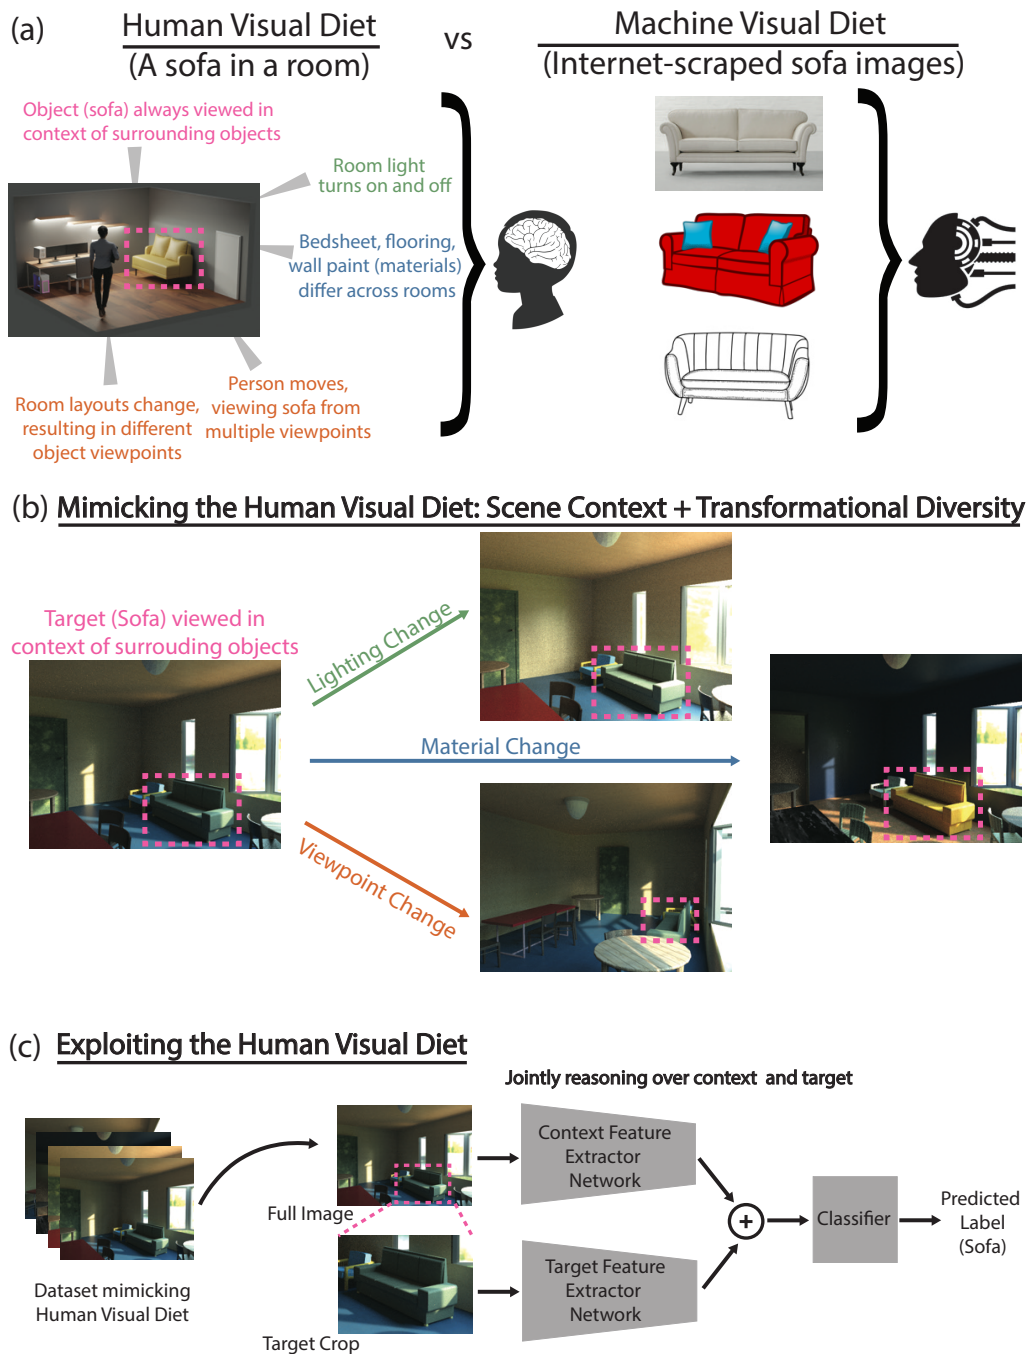 (a)
Human Visual Diet
(A sofa in a room)
vs
Machine Visual Diet
(Internet-scraped sofa images)
Object (sofa) always viewed in
context of surrounding objects
Room light
turns on and off
Bedsheet, flooring,
wall paint (materials)
differ across rooms
Person moves,
viewing sofa from
multiple viewpoints
Room layouts change,
resulting in different
object viewpoints
(b) Mimicking the Human Visual Diet: Scene Context + Transformational Diversity
Target (Sofa) viewed in
context of surrouding objects
Lighting Change
Material Change
Viewpoint Change
(c) Exploiting the Human Visual Diet
Jointly reasoning over context and target
Dataset mimicking
Human Visual Diet
Full Image
Target Crop
Context Feature
Extractor
Network
Target Feature
Extractor
Network
+
Classifier
Predicted
Label
(Sofa)